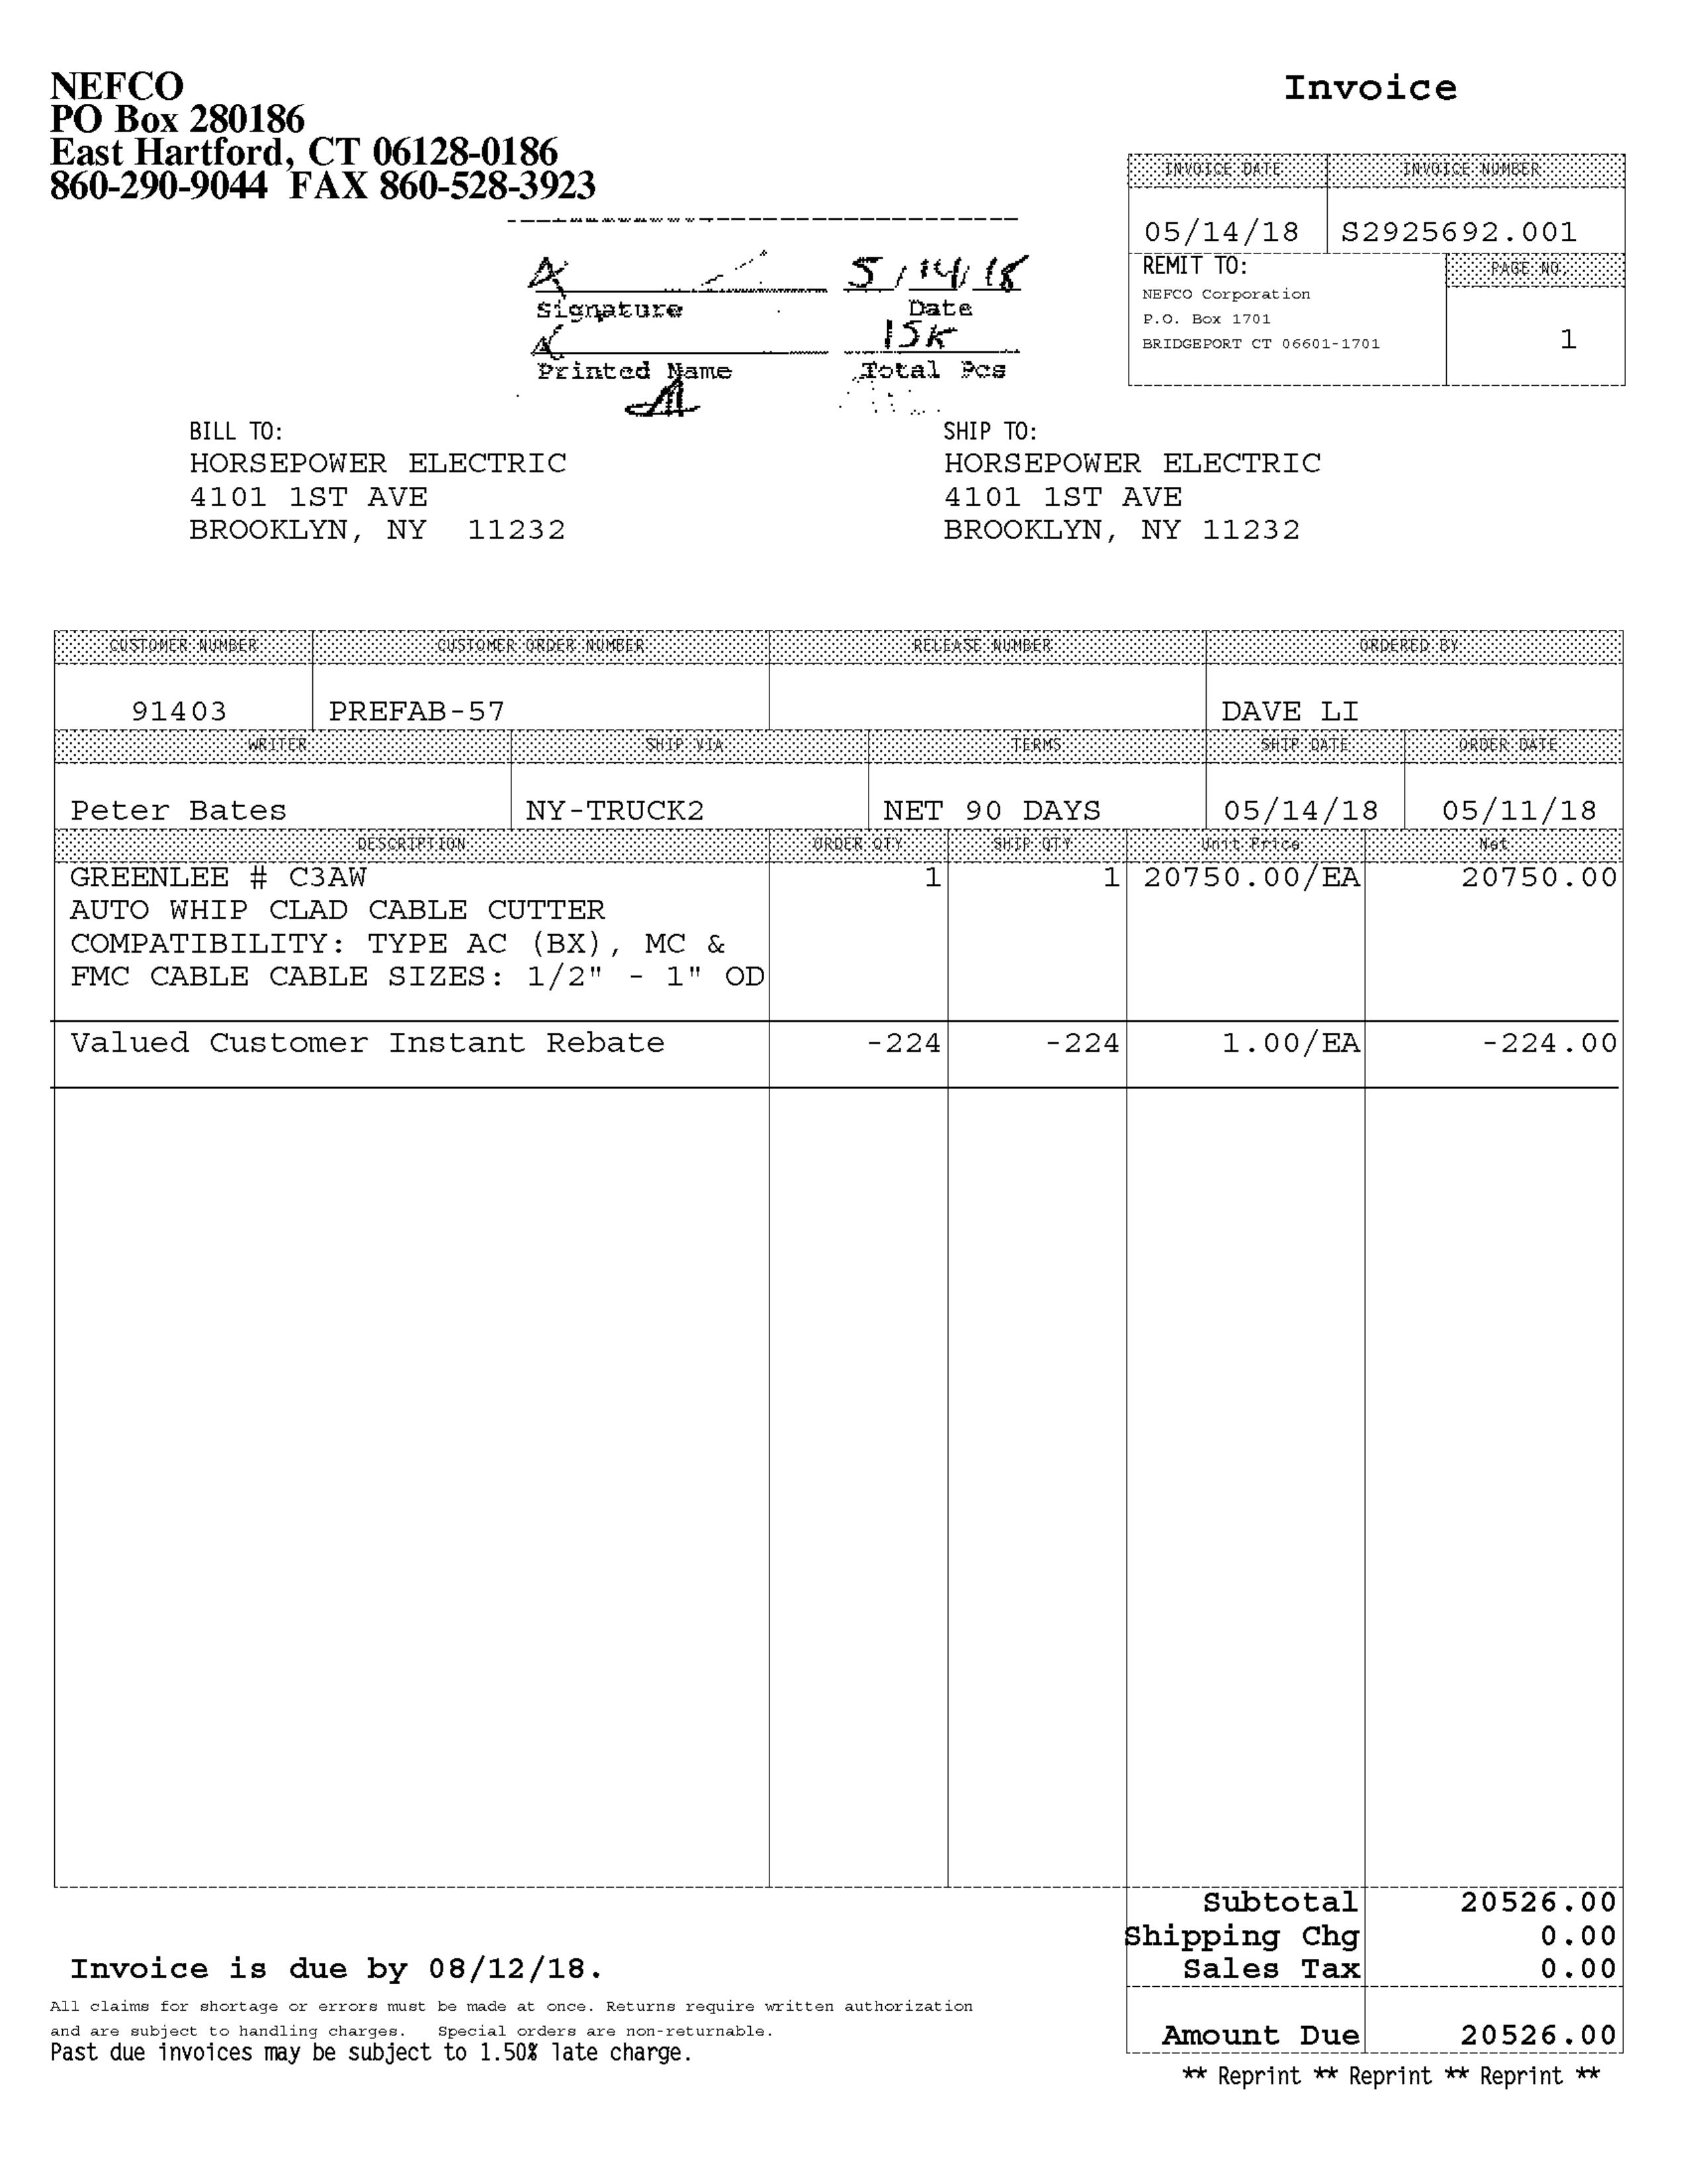 NEFCO
PO Box 280186
East Hartford, CT 06128-0186
860-290-9044 FAX 860-528-3923
Invoice
INVOICE DATE INVOICE NUMBER
05/14/18 S2925692.001
REMIT TO: PAGE NO.
NEFCO Corporation
P.O. Box 1701
BRIDGEPORT CT 06601-1701
1
5/14/18
Signature Date
15K
Printed Name Total Pcs
BILL TO:
HORSEPOWER ELECTRIC
4101 1ST AVE
BROOKLYN, NY 11232
SHIP TO:
HORSEPOWER ELECTRIC
4101 1ST AVE
BROOKLYN, NY 11232
CUSTOMER NUMBER CUSTOMER ORDER NUMBER RELEASE NUMBER ORDERED BY
91403 PREFAB-57 DAVE LI
WRITER SHIP VIA TERMS SHIP DATE ORDER DATE
Peter Bates NY-TRUCK2 NET 90 DAYS 05/14/18 05/11/18
DESCRIPTION ORDER QTY SHIP QTY Unit Price Net
GREENLEE # C3AW 1 1 20750.00/EA 20750.00
AUTO WHIP CLAD CABLE CUTTER
COMPATIBILITY: TYPE AC (BX), MC &
FMC CABLE CABLE SIZES: 1/2" - 1" OD
Valued Customer Instant Rebate -224 -224 1.00/EA -224.00
Subtotal 20526.00
Shipping Chg 0.00
Sales Tax 0.00
Invoice is due by 08/12/18.
All claims for shortage or errors must be made at once. Returns require written authorization
and are subject to handling charges. Special orders are non-returnable.
Past due invoices may be subject to 1.50% late charge.
Amount Due 20526.00
** Reprint ** Reprint ** Reprint **